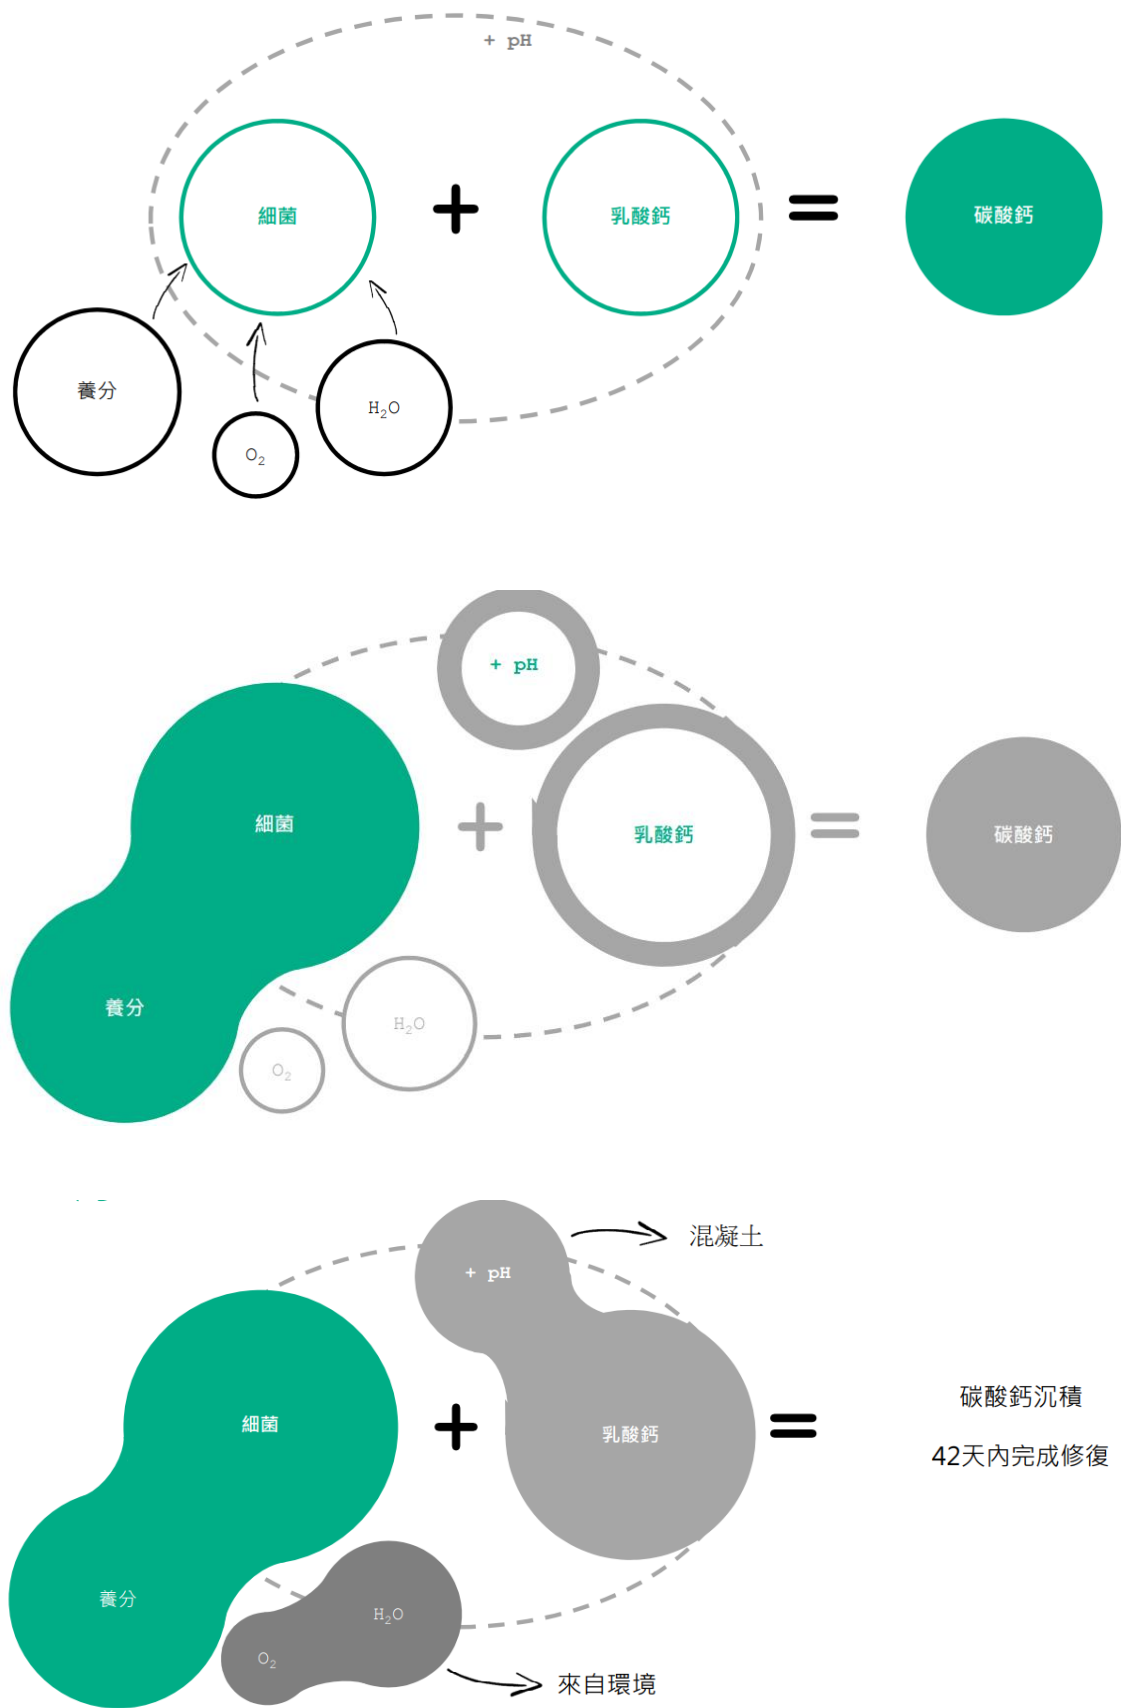 + pH
細菌
+
乳酸鈣
=
碳酸鈣
養分
H₂O
O₂
+ pH
細菌
+
乳酸鈣
=
碳酸鈣
養分
H₂O
O₂
混凝土
+ pH
細菌
+
乳酸鈣
=
碳酸鈣沉積
42天內完成修復
養分
H₂O
O₂
來自環境